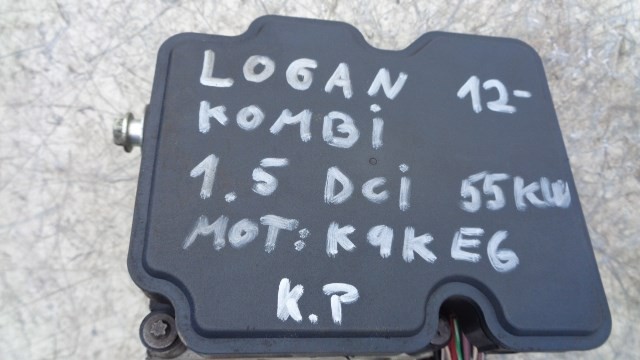 LOGAN 12-
KOMBi
1.5 Dci 55KW
MOT: K9K E6
K.P